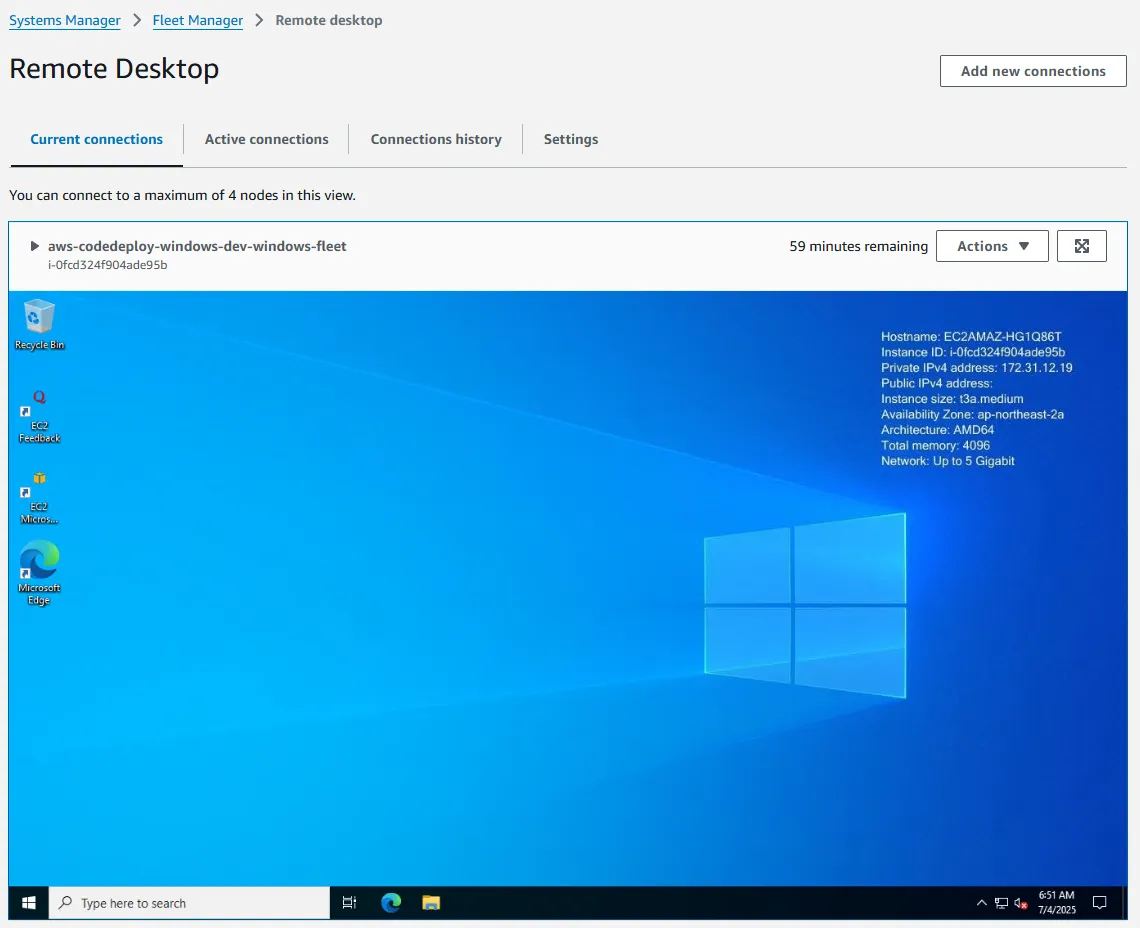 Systems Manager > Fleet Manager > Remote desktop
Remote Desktop
Add new connections
Current connections
Active connections
Connections history
Settings
You can connect to a maximum of 4 nodes in this view.
aws-codedeploy-windows-dev-windows-fleet
i-0fcd324f904ade95b
59 minutes remaining
Actions
Recycle Bin
EC2
Feedback
EC2
Micros...
Microsoft
Edge
Hostname: EC2AMAZ-HG1Q86T
Instance ID: i-0fcd324f904ade95b
Private IPv4 address: 172.31.12.19
Public IPv4 address:
Instance size: t3a.medium
Availability Zone: ap-northeast-2a
Architecture: AMD64
Total memory: 4096
Network: Up to 5 Gigabit
Type here to search
6:51 AM
7/4/2025